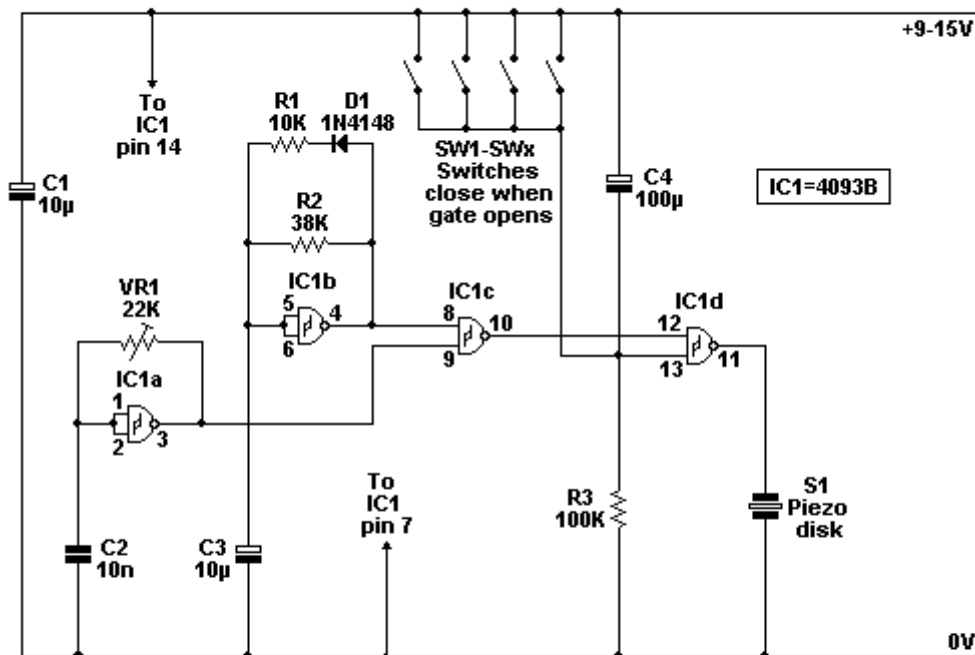 +9-15V
To
IC1
pin 14
R1
10K
D1
1N4148
SW1-SWx
Switches
close when
gate opens
C1
10µ
C4
100µ
IC1=4093B
R2
38K
VR1
22K
IC1b
5
6
4
IC1c
8
9
10
IC1d
12
13
11
IC1a
1
2
3
To
IC1
pin 7
R3
100K
S1
Piezo
disk
C2
10n
C3
10µ
0V